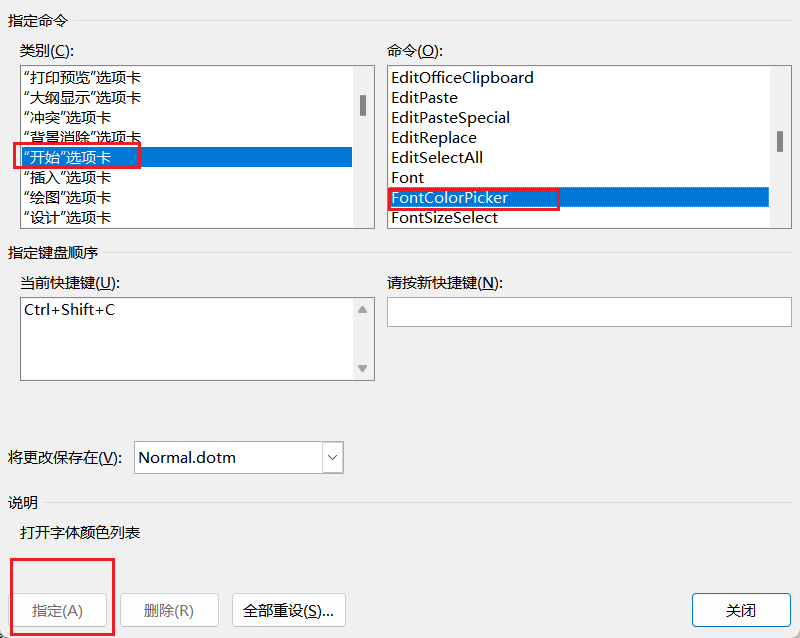 指定命令
类别(C):
“打印预览”选项卡
“大纲显示”选项卡
“冲突”选项卡
“背景消除”选项卡
“开始”选项卡
“插入”选项卡
“绘图”选项卡
“设计”选项卡
命令(O):
EditOfficeClipboard
EditPaste
EditPasteSpecial
EditReplace
EditSelectAll
Font
FontColorPicker
FontSizeSelect
指定键盘顺序
当前快捷键(U):
Ctrl+Shift+C
请按新快捷键(N):
将更改保存在(V):
Normal.dotm
说明
打开字体颜色列表
指定(A)
删除(R)
全部重设(S)...
关闭